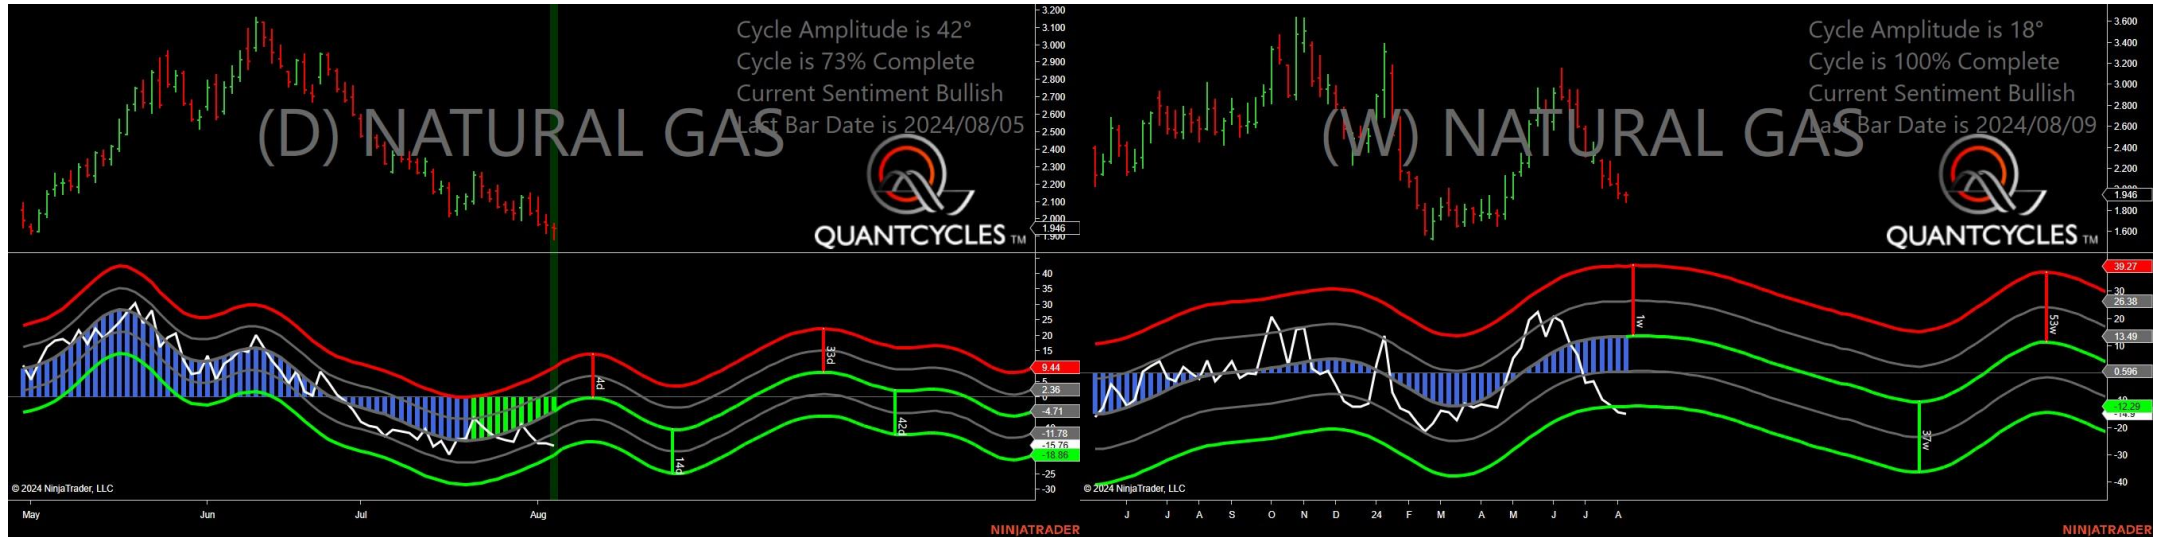 Cycle Amplitude is 42°
Cycle is 73% Complete
Current Sentiment Bullish
Last Bar Date is 2024/08/05
(D) NATURAL GAS
QUANTCYCLES TM
3.200
3.100
3.000
2.900
2.800
2.700
2.600
2.500
2.400
2.300
2.200
2.100
2.000
1.946
1.900
40
35
30
25
20
15
9.44
5
2.36
0
-4.71
-11.78
-15.76
-18.86
-25
-30
4d
14d
33d
42d
© 2024 NinjaTrader, LLC
May Jun Jul Aug
NINJATRADER
Cycle Amplitude is 18°
Cycle is 100% Complete
Current Sentiment Bullish
Last Bar Date is 2024/08/09
(W) NATURAL GAS
QUANTCYCLES TM
3.600
3.400
3.200
3.000
2.800
2.600
2.400
2.200
2.000
1.946
1.800
1.600
39.27
30
26.38
20
13.49
10
0.596
-12.29
-14.9
-20
-30
-40
1w
37w
53w
© 2024 NinjaTrader, LLC
J J A S O N D 24 F M A M J J A
NINJATRADER